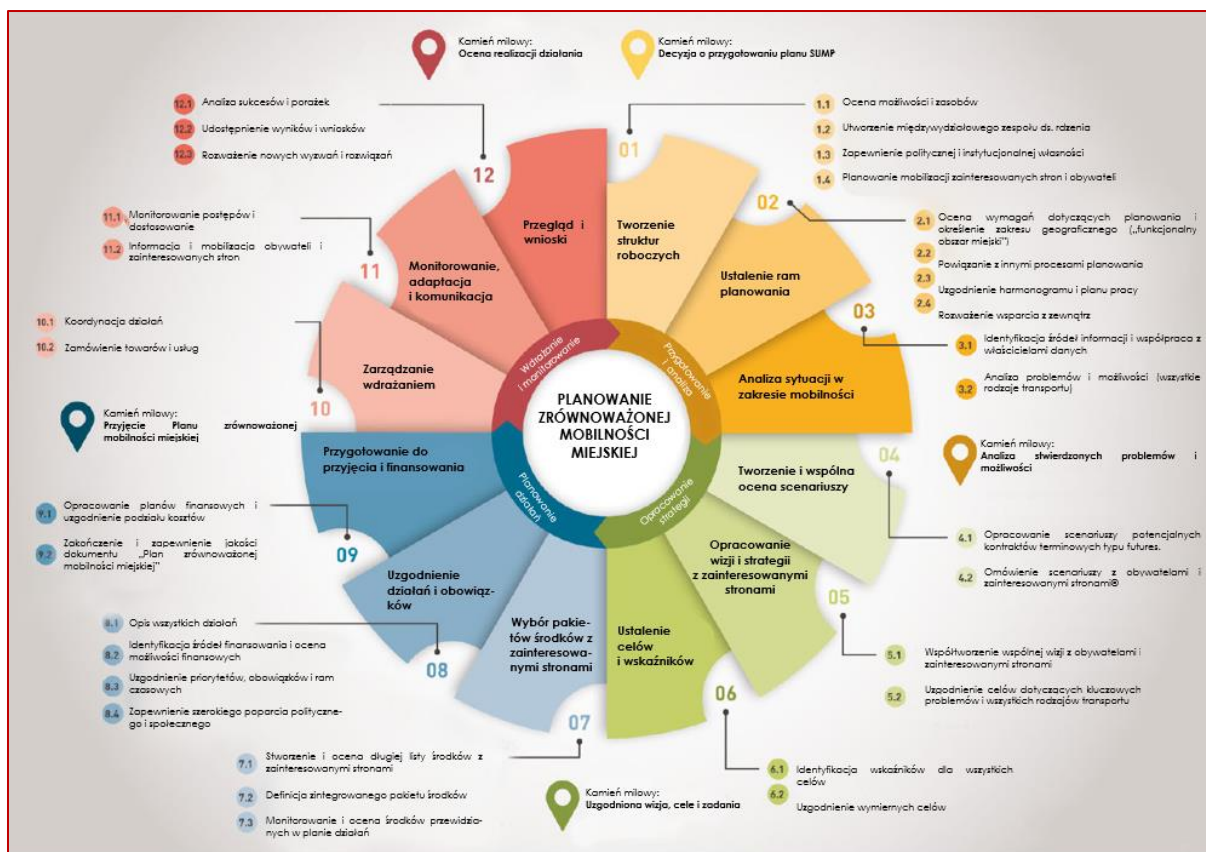 Kamień milowy:
Ocena realizacji działania
Kamień milowy:
Decyzja o przygotowaniu planu SUMP
12.1 Analiza sukcesów i porażek
12.2 Udostępnienie wyników i wniosków
12.3 Rozważenie nowych wyzwań i rozwiązań
1.1 Ocena możliwości i zasobów
1.2 Utworzenie międzywydziałowego zespołu ds. rdzenia
1.3 Zapewnienie politycznej i instytucjonalnej własności
1.4 Planowanie mobilizacji zainteresowanych stron i obywateli
11.1 Monitorowanie postępów i
dostosowanie
11.2 Informacja i mobilizacja obywateli i
zainteresowanych stron
2.1 Ocena wymagań dotyczących planowania i
określenie zakresu geograficznego („funkcjonalny
obszar miejski")
2.2
Powiązanie z innymi procesami planowania
2.3
Uzgodnienie harmonogramu i planu pracy
2.4
Rozważenie wsparcia z zewnątrz
10.1 Koordynacja działań
10.2 Zamówienie towarów i usług
3.1 Identyfikacja źródeł informacji i współpraca z
właścicielami danych
3.2 Analiza problemów i możliwości (wszystkie
rodzaje transportu)
Kamień milowy:
Przyjęcie Planu zrównoważonej
mobilności miejskiej
Kamień milowy:
Analiza stwierdzonych problemów i
możliwości
9.1 Opracowanie planów finansowych i
uzgodnienie podziału kosztów
9.2 Zakończenie i zapewnienie jakości
dokumentu „Plan zrównoważonej
mobilności miejskiej"
4.1 Opracowanie scenariuszy potencjalnych
kontraktów terminowych typu futures.
4.2 Omówienie scenariuszy z obywatelami i
zainteresowanymi stronami®
8.1 Opis wszystkich działań
8.2 Identyfikacja źródeł finansowania i ocena
możliwości finansowych
8.3 Uzgodnienie priorytetów, obowiązków i ram
czasowych
8.4 Zapewnienie szerokiego poparcia polityczne-
go i społecznego
5.1 Współtworzenie wspólnej wizji z obywatelami i
zainteresowanymi stronami
5.2 Uzgodnienie celów dotyczących kluczowych
problemów i wszystkich rodzajów transportu
7.1 Stworzenie i ocena długiej listy środków z
zainteresowanymi stronami
7.2 Definicja zintegrowanego pakietu środków
7.3 Monitorowanie i ocena środków przewidzia-
nych w planie działań
Kamień milowy:
Uzgodniona wizja, cele i zadania
6.1 Identyfikacja wskaźników dla wszystkich
celów
6.2
Uzgodnienie wymiernych celów
01
Tworzenie
struktur
roboczych
02
Ustalenie ram
planowania
03
Analiza sytuacji w
zakresie mobilności
04
Tworzenie i wspólna
ocena scenariuszy
05
Opracowanie
wizji i strategii
z zainteresowanymi
stronami
06
Ustalenie
celów
i wskaźników
07
Wybór pakie-
tów środków z
zainteresow-
anymi stronami
08
Uzgodnienie
działań i obowiąz-
ków
09
Przygotowanie do
przyjęcia i finansowania
10
Zarządzanie
wdrażaniem
11
Monitorowanie,
adaptacja
i komunikacja
12
Przegląd i
wnioski
Wdrażanie
i monitorowanie
Przygotowanie
i analiza
Opracowanie
strategii
Planowanie
działań
PLANOWANIE
ZRÓWNOWAŻONEJ
MOBILNOŚCI
MIEJSKIEJ